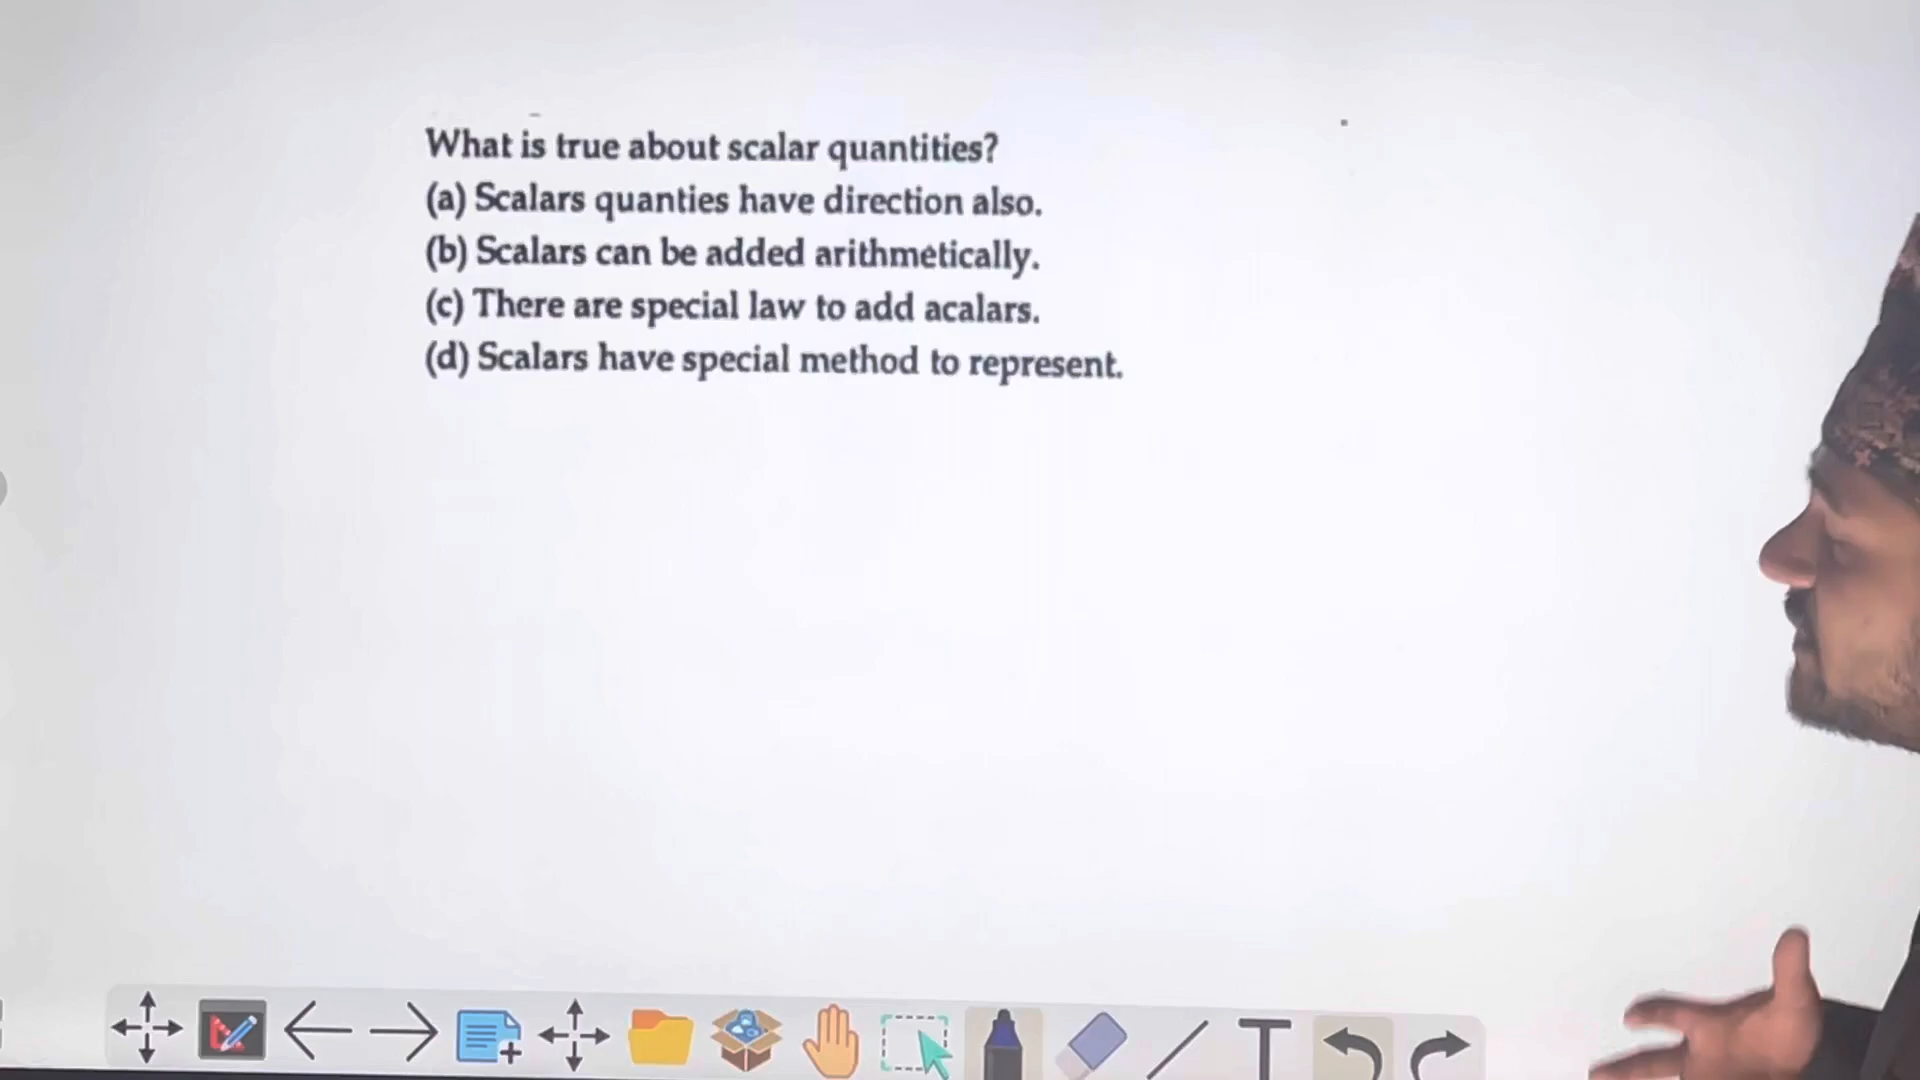 What is true about scalar quantities?
(a) Scalars quanties have direction also.
(b) Scalars can be added arithmetically.
(c) There are special law to add acalars.
(d) Scalars have special method to represent.